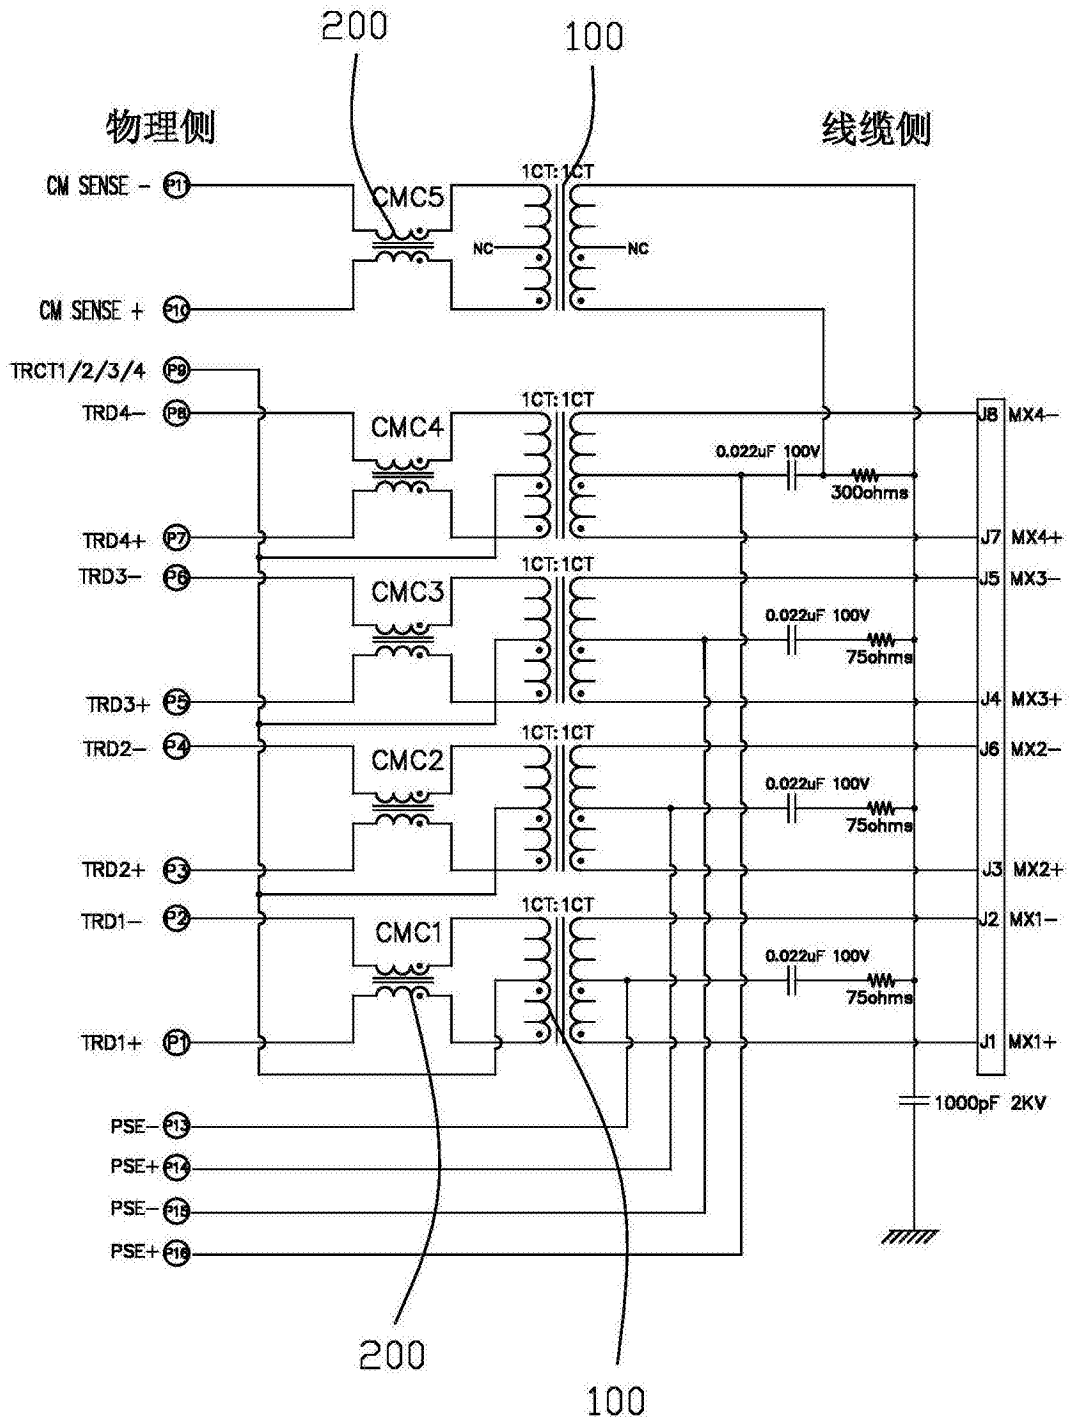 200
100
物理侧
线缆侧
1CT:1CT
CM SENSE - P11
CMC5
NC
NC
CM SENSE + P10
TRCT1/2/3/4 P9
1CT:1CT
TRD4- P8
CMC4
J8 MX4-
0.022uF 100V
300ohms
TRD4+ P7
J7 MX4+
1CT:1CT
TRD3- P6
CMC3
J5 MX3-
0.022uF 100V
75ohms
TRD3+ P5
J4 MX3+
1CT:1CT
TRD2- P4
CMC2
J6 MX2-
0.022uF 100V
75ohms
TRD2+ P3
J3 MX2+
1CT:1CT
TRD1- P2
CMC1
J2 MX1-
0.022uF 100V
75ohms
TRD1+ P1
J1 MX1+
1000pF 2KV
PSE- P13
PSE+ P14
PSE- P15
PSE+ P16
200
100